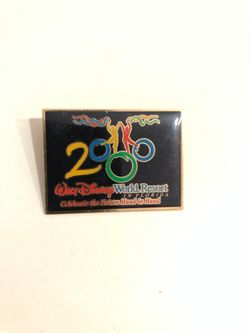 2000
Walt Disney World Resort
IN FLORIDA
Celebrate the Future Hand in Hand